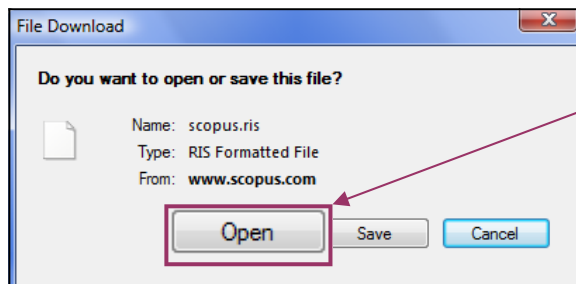 File Download
X
Do you want to open or save this file?
Name: scopus.ris
Type: RIS Formatted File
From: www.scopus.com
Open Save Cancel